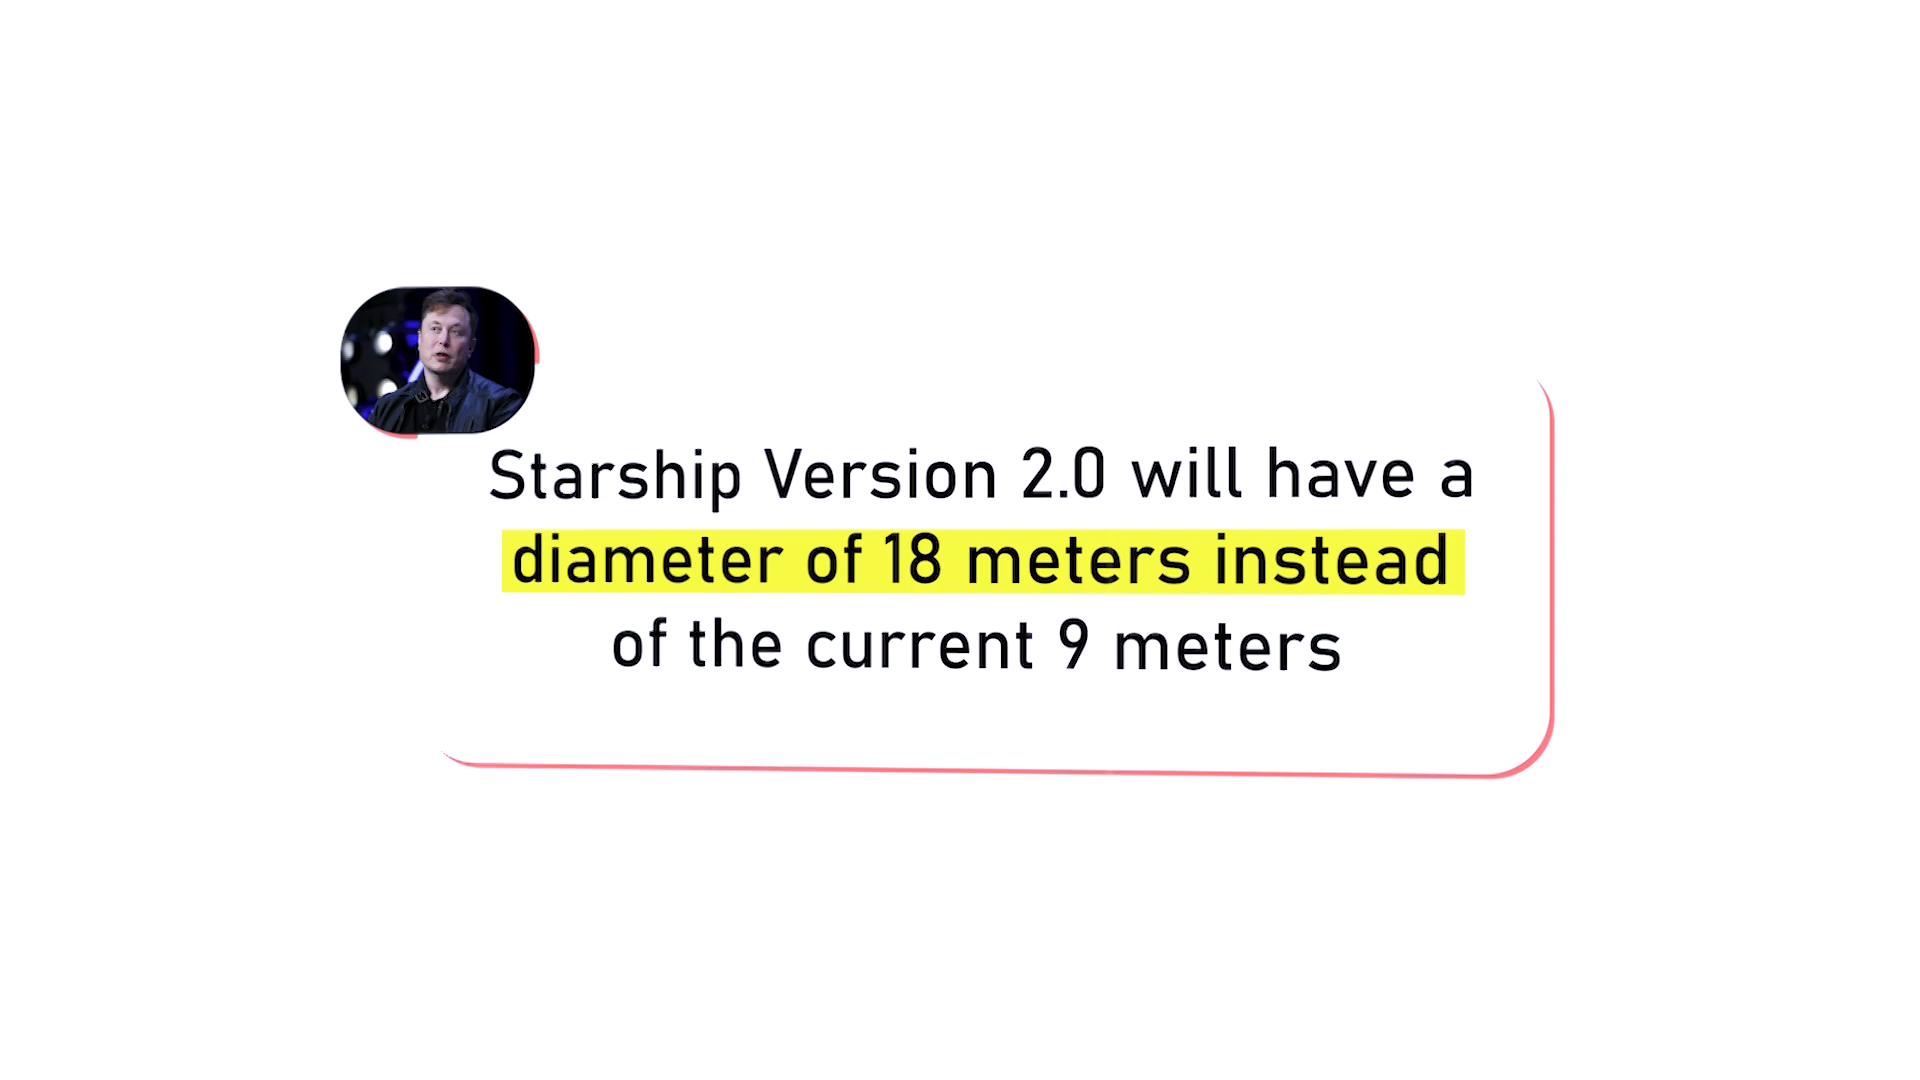 Starship Version 2.0 will have a
diameter of 18 meters instead
of the current 9 meters